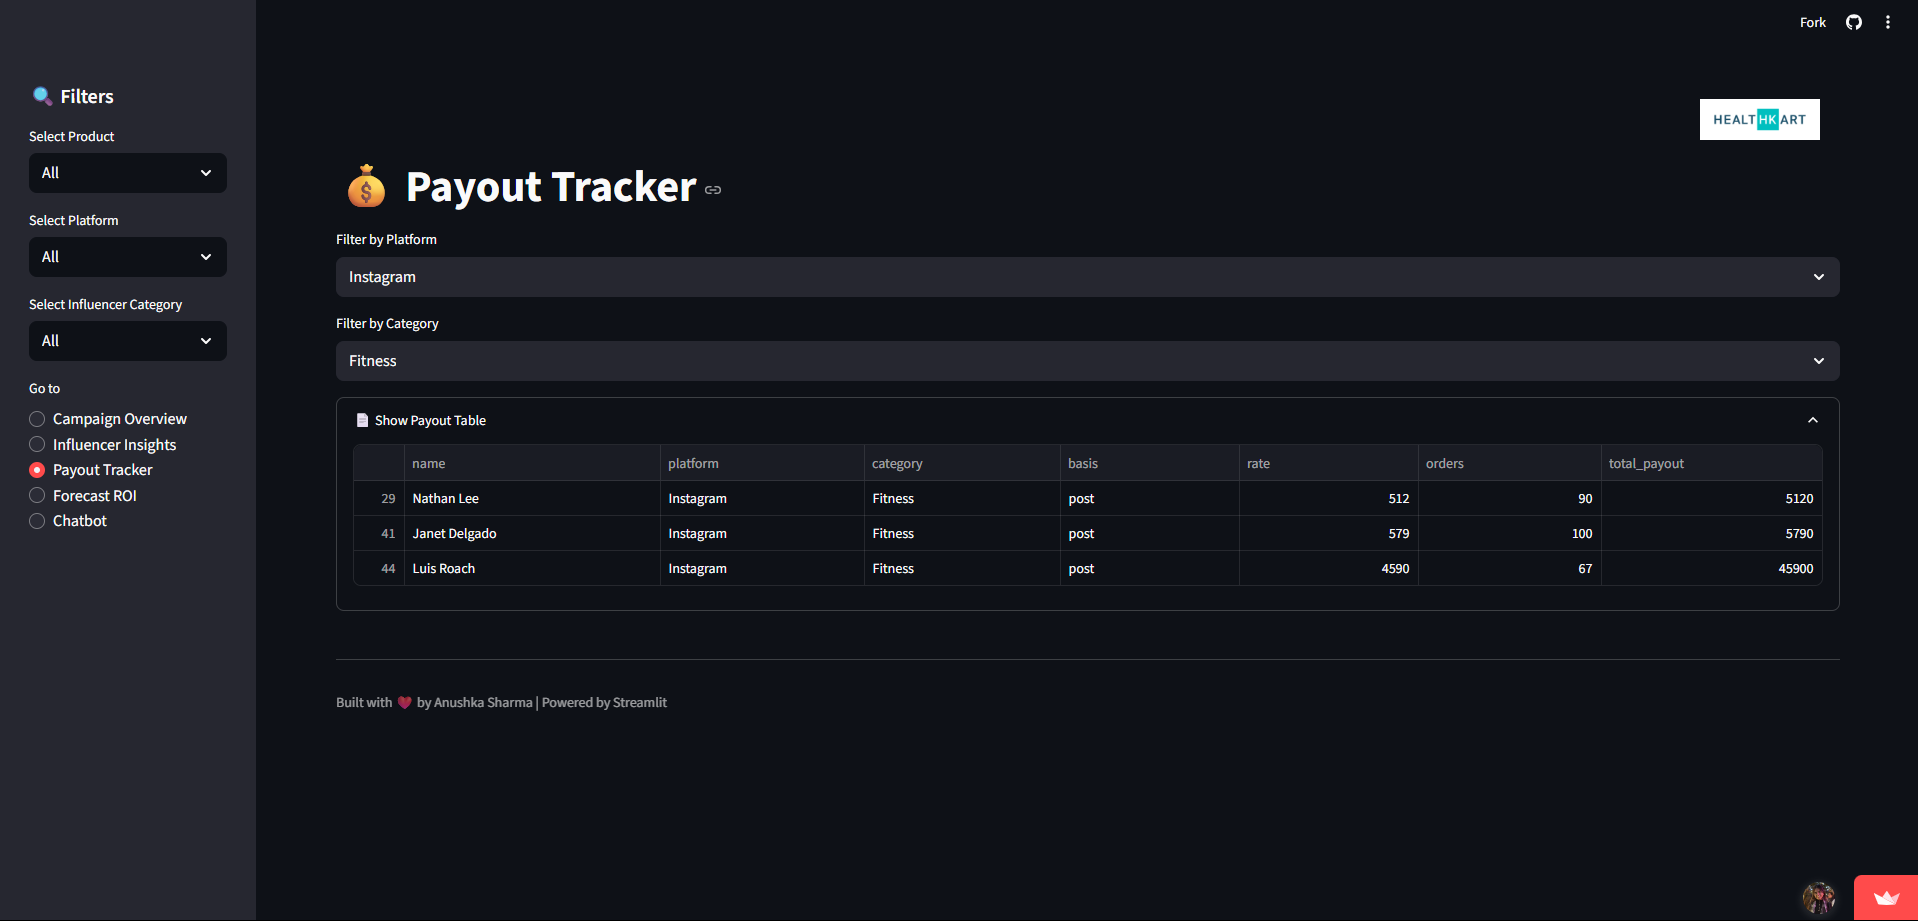 Fork
Filters
Select Product
All
Select Platform
All
Select Influencer Category
All
Go to
Campaign Overview
Influencer Insights
Payout Tracker
Forecast ROI
Chatbot
HEALTHKART
Payout Tracker
Filter by Platform
Instagram
Filter by Category
Fitness
Show Payout Table
name platform category basis rate orders total_payout
29 Nathan Lee Instagram Fitness post 512 90 5120
41 Janet Delgado Instagram Fitness post 579 100 5790
44 Luis Roach Instagram Fitness post 4590 67 45900
Built with ❤️ by Anushka Sharma | Powered by Streamlit